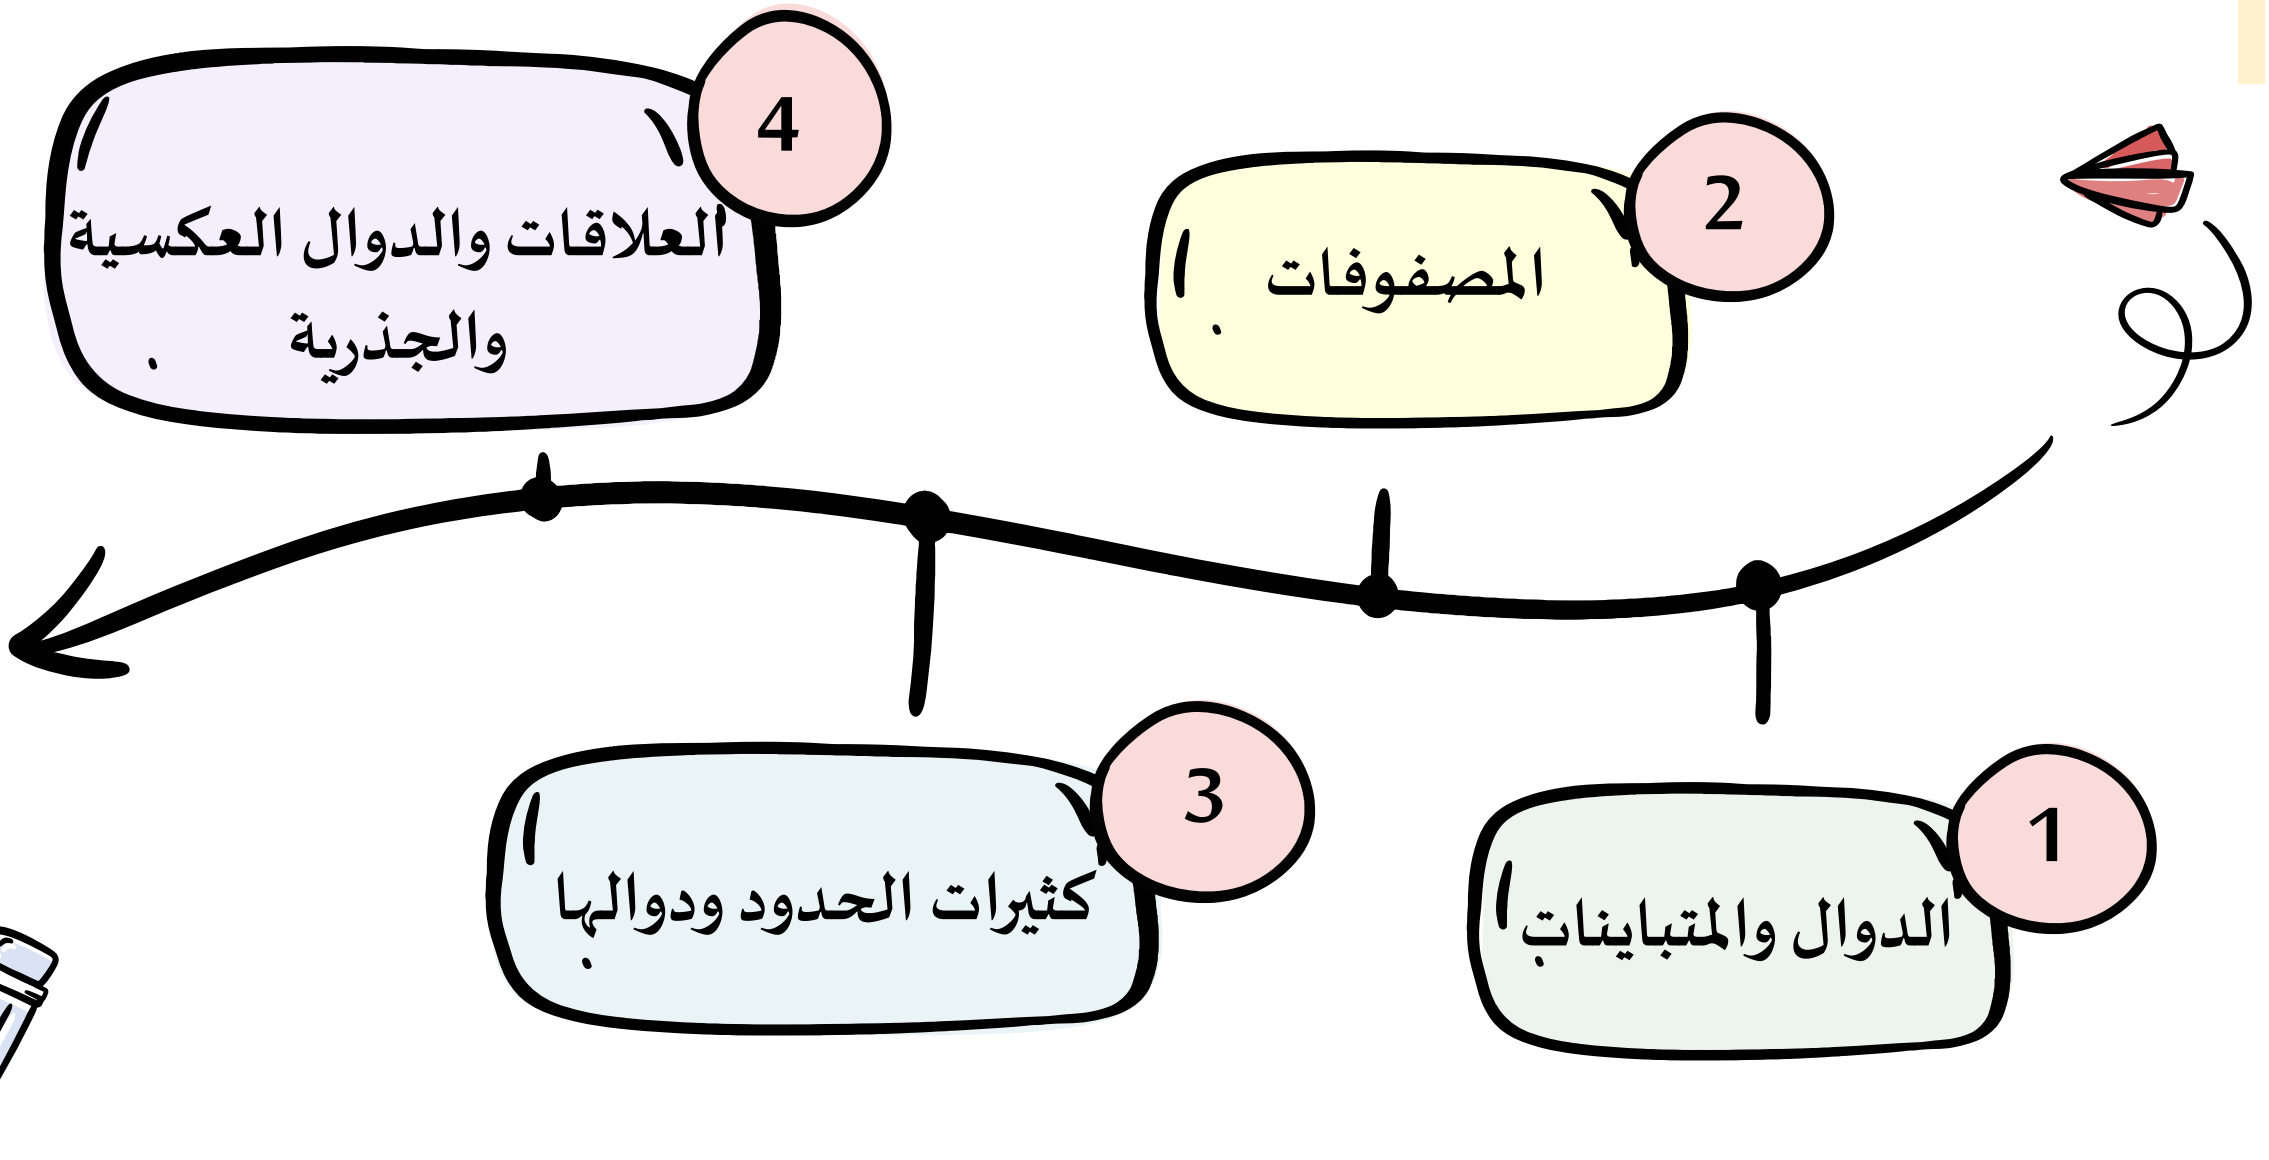 1
الدوال والمتباينات
2
المصفوفات
3
كثيرات الحدود ودوالها
4
العلاقات والدوال العكسية
والجذرية